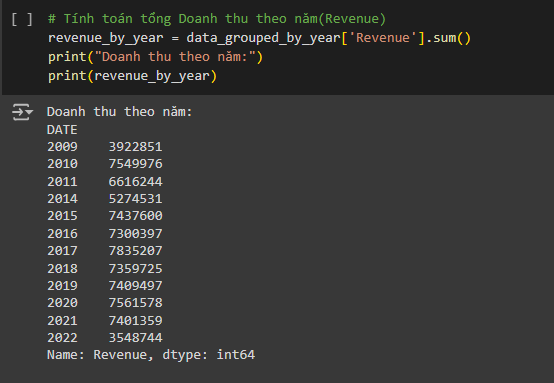 [ ] # Tính toán tổng Doanh thu theo năm(Revenue)
revenue_by_year = data_grouped_by_year['Revenue'].sum()
print("Doanh thu theo năm:")
print(revenue_by_year)
Doanh thu theo năm:
DATE
2009    3922851
2010    7549976
2011    6616244
2014    5274531
2015    7437600
2016    7300397
2017    7835207
2018    7359725
2019    7409497
2020    7561578
2021    7401359
2022    3548744
Name: Revenue, dtype: int64